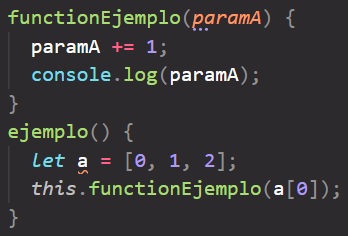 functionEjemplo(paramA) {
  paramA += 1;
  console.log(paramA);
}
ejemplo() {
  let a = [0, 1, 2];
  this.functionEjemplo(a[0]);
}